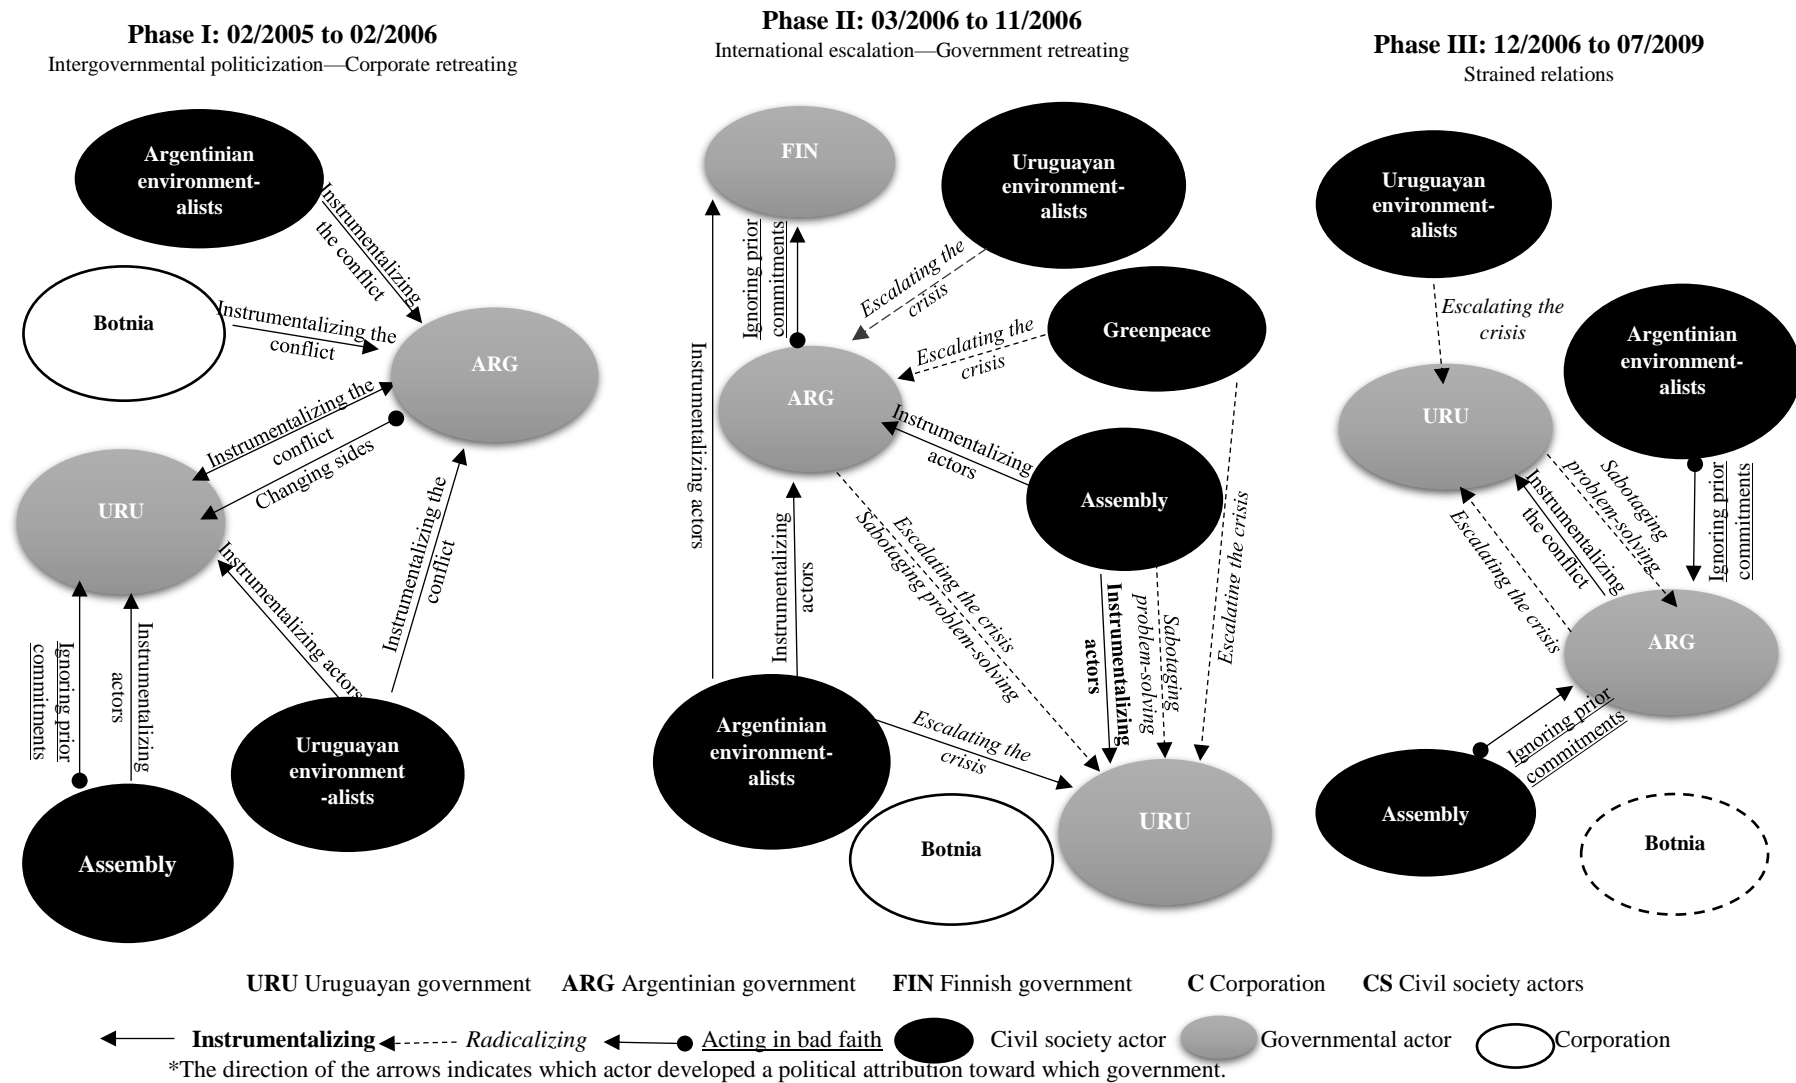 Phase I: 02/2005 to 02/2006
Intergovernmental politicization—Corporate retreating
Argentinian
environment-
alists
Instrumentalizing
the conflict
Botnia
Instrumentalizing the
conflict
ARG
Instrumentalizing the
conflict
Changing sides
URU
Instrumentalizing actors
Instrumentalizing the
conflict
Ignoring prior
commitments
Instrumentalizing
actors
Uruguayan
environment
-alists
Assembly
Phase II: 03/2006 to 11/2006
International escalation—Government retreating
FIN
Uruguayan
environment-
alists
Ignoring prior
commitments
Escalating the
crisis
Greenpeace
Escalating the
crisis
Instrumentalizing actors
ARG
Instrumentalizing
actors
Assembly
Escalating the crisis
Sabotaging problem-solving
Instrumentalizing
actors
Instrumentalizing
actors
Sabotaging
problem-solving
Escalating the crisis
Argentinian
environment-
alists
Escalating the
crisis
Botnia
URU
Phase III: 12/2006 to 07/2009
Strained relations
Uruguayan
environment-
alists
Escalating the
crisis
Argentinian
environment-
alists
URU
Sabotaging
problem-solving
Instrumentalizing
the conflict
Escalating the crisis
Ignoring prior
commitments
ARG
Ignoring prior
commitments
Assembly
Botnia
URU Uruguayan government ARG Argentinian government FIN Finnish government C Corporation CS Civil society actors
Instrumentalizing Radicalizing Acting in bad faith Civil society actor Governmental actor Corporation
*The direction of the arrows indicates which actor developed a political attribution toward which government.